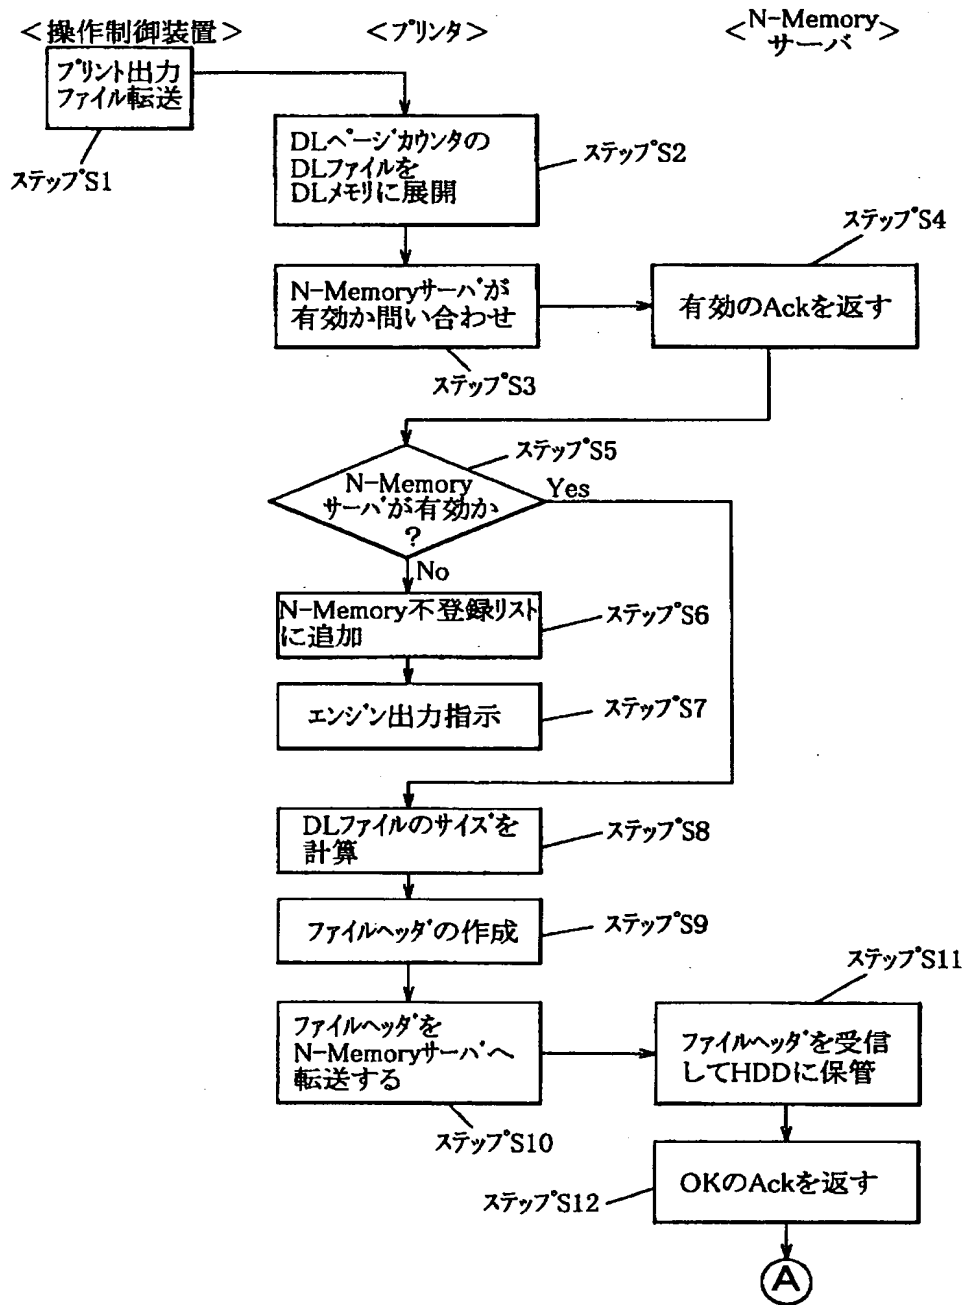 <操作制御装置>
<プリンタ>
<N-Memory
サーバ>
プリント出力
ファイル転送
ステップS1
DLページカウンタの
DLファイルを
DLメモリに展開
ステップS2
ステップS4
N-Memoryサーバが
有効か問い合わせ
有効のAckを返す
ステップS3
ステップS5
N-Memory
サーバが有効か
?
Yes
No
N-Memory不登録リスト
に追加
ステップS6
エンジン出力指示
ステップS7
DLファイルのサイズを
計算
ステップS8
ファイルヘッダの作成
ステップS9
ステップS11
ファイルヘッダを
N-Memoryサーバへ
転送する
ファイルヘッダを受信
してHDDに保管
ステップS10
OKのAckを返す
ステップS12
A